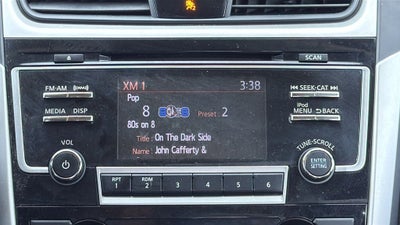 SCAN
XM 1 3:38
Pop
8 Preset : 2
80s on 8
Title : On The Dark Side
Name : John Cafferty &
FM·AM
MEDIA DISP
VOL
SEEK·CAT
iPod
MENU BACK
TUNE·SCROLL
ENTER
SETTING
1 2 3 4 5 6
RPT RDM